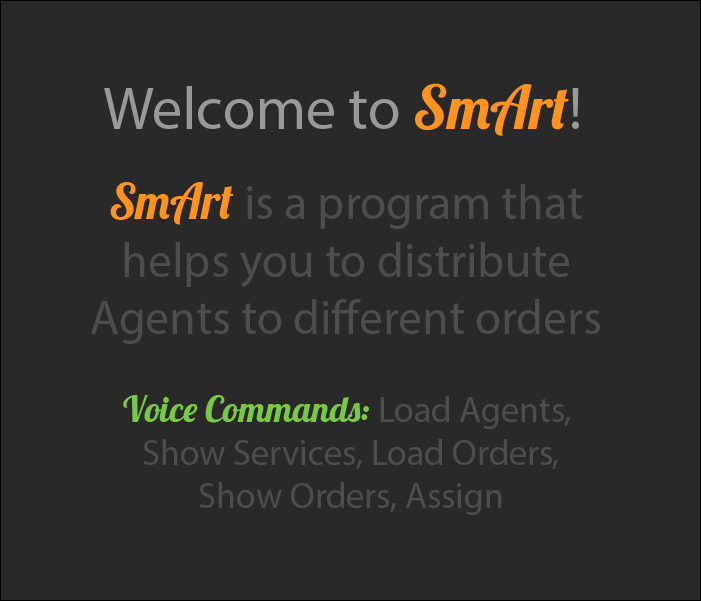 Welcome to SmArt!
SmArt is a program that
helps you to distribute
Agents to different orders
Voice Commands: Load Agents,
Show Services, Load Orders,
Show Orders, Assign